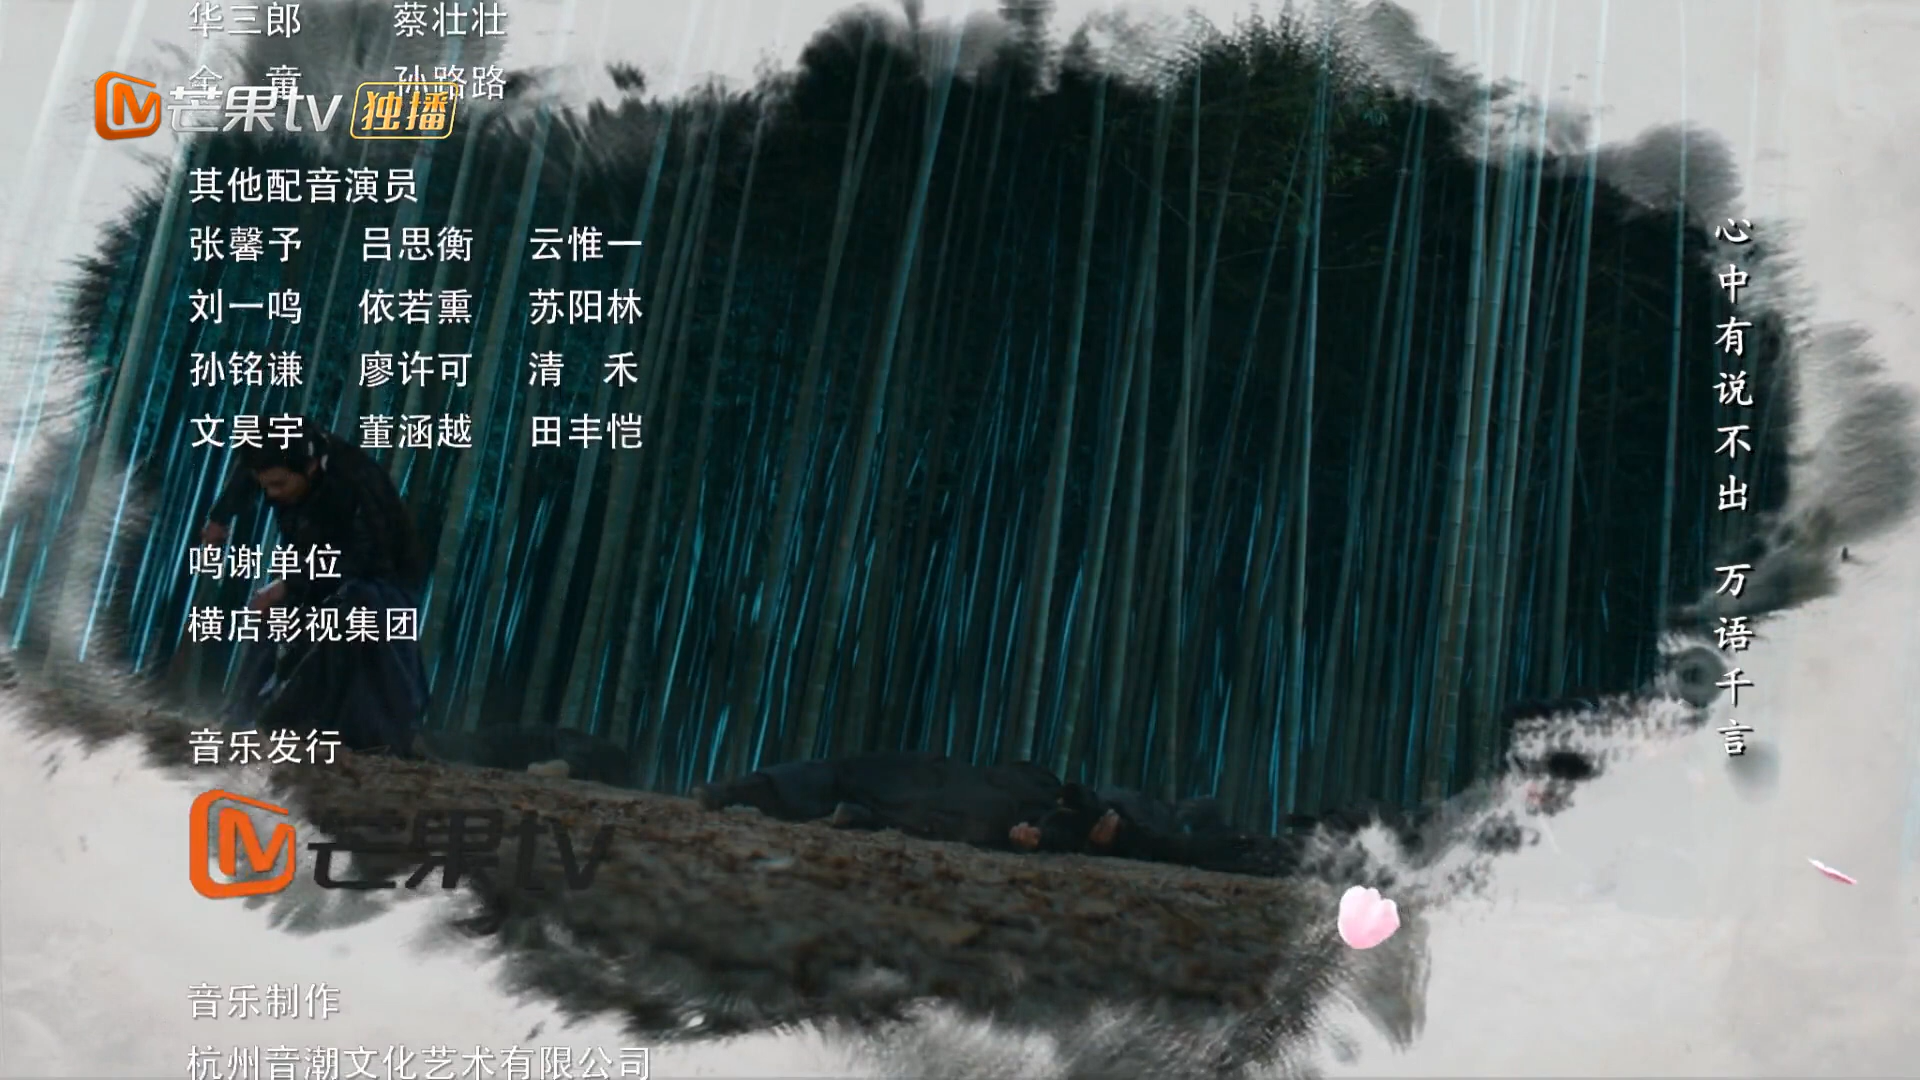 华三郎 蔡壮壮
金 童 孙路路
芒果tv 独播
其他配音演员
张馨予 吕思衡 云惟一
刘一鸣 依若熏 苏阳林
孙铭谦 廖许可 清 禾
文昊宇 董涵越 田丰恺
鸣谢单位
横店影视集团
音乐发行
芒果tv
音乐制作
杭州音潮文化艺术有限公司
心中有说不出 万语千言